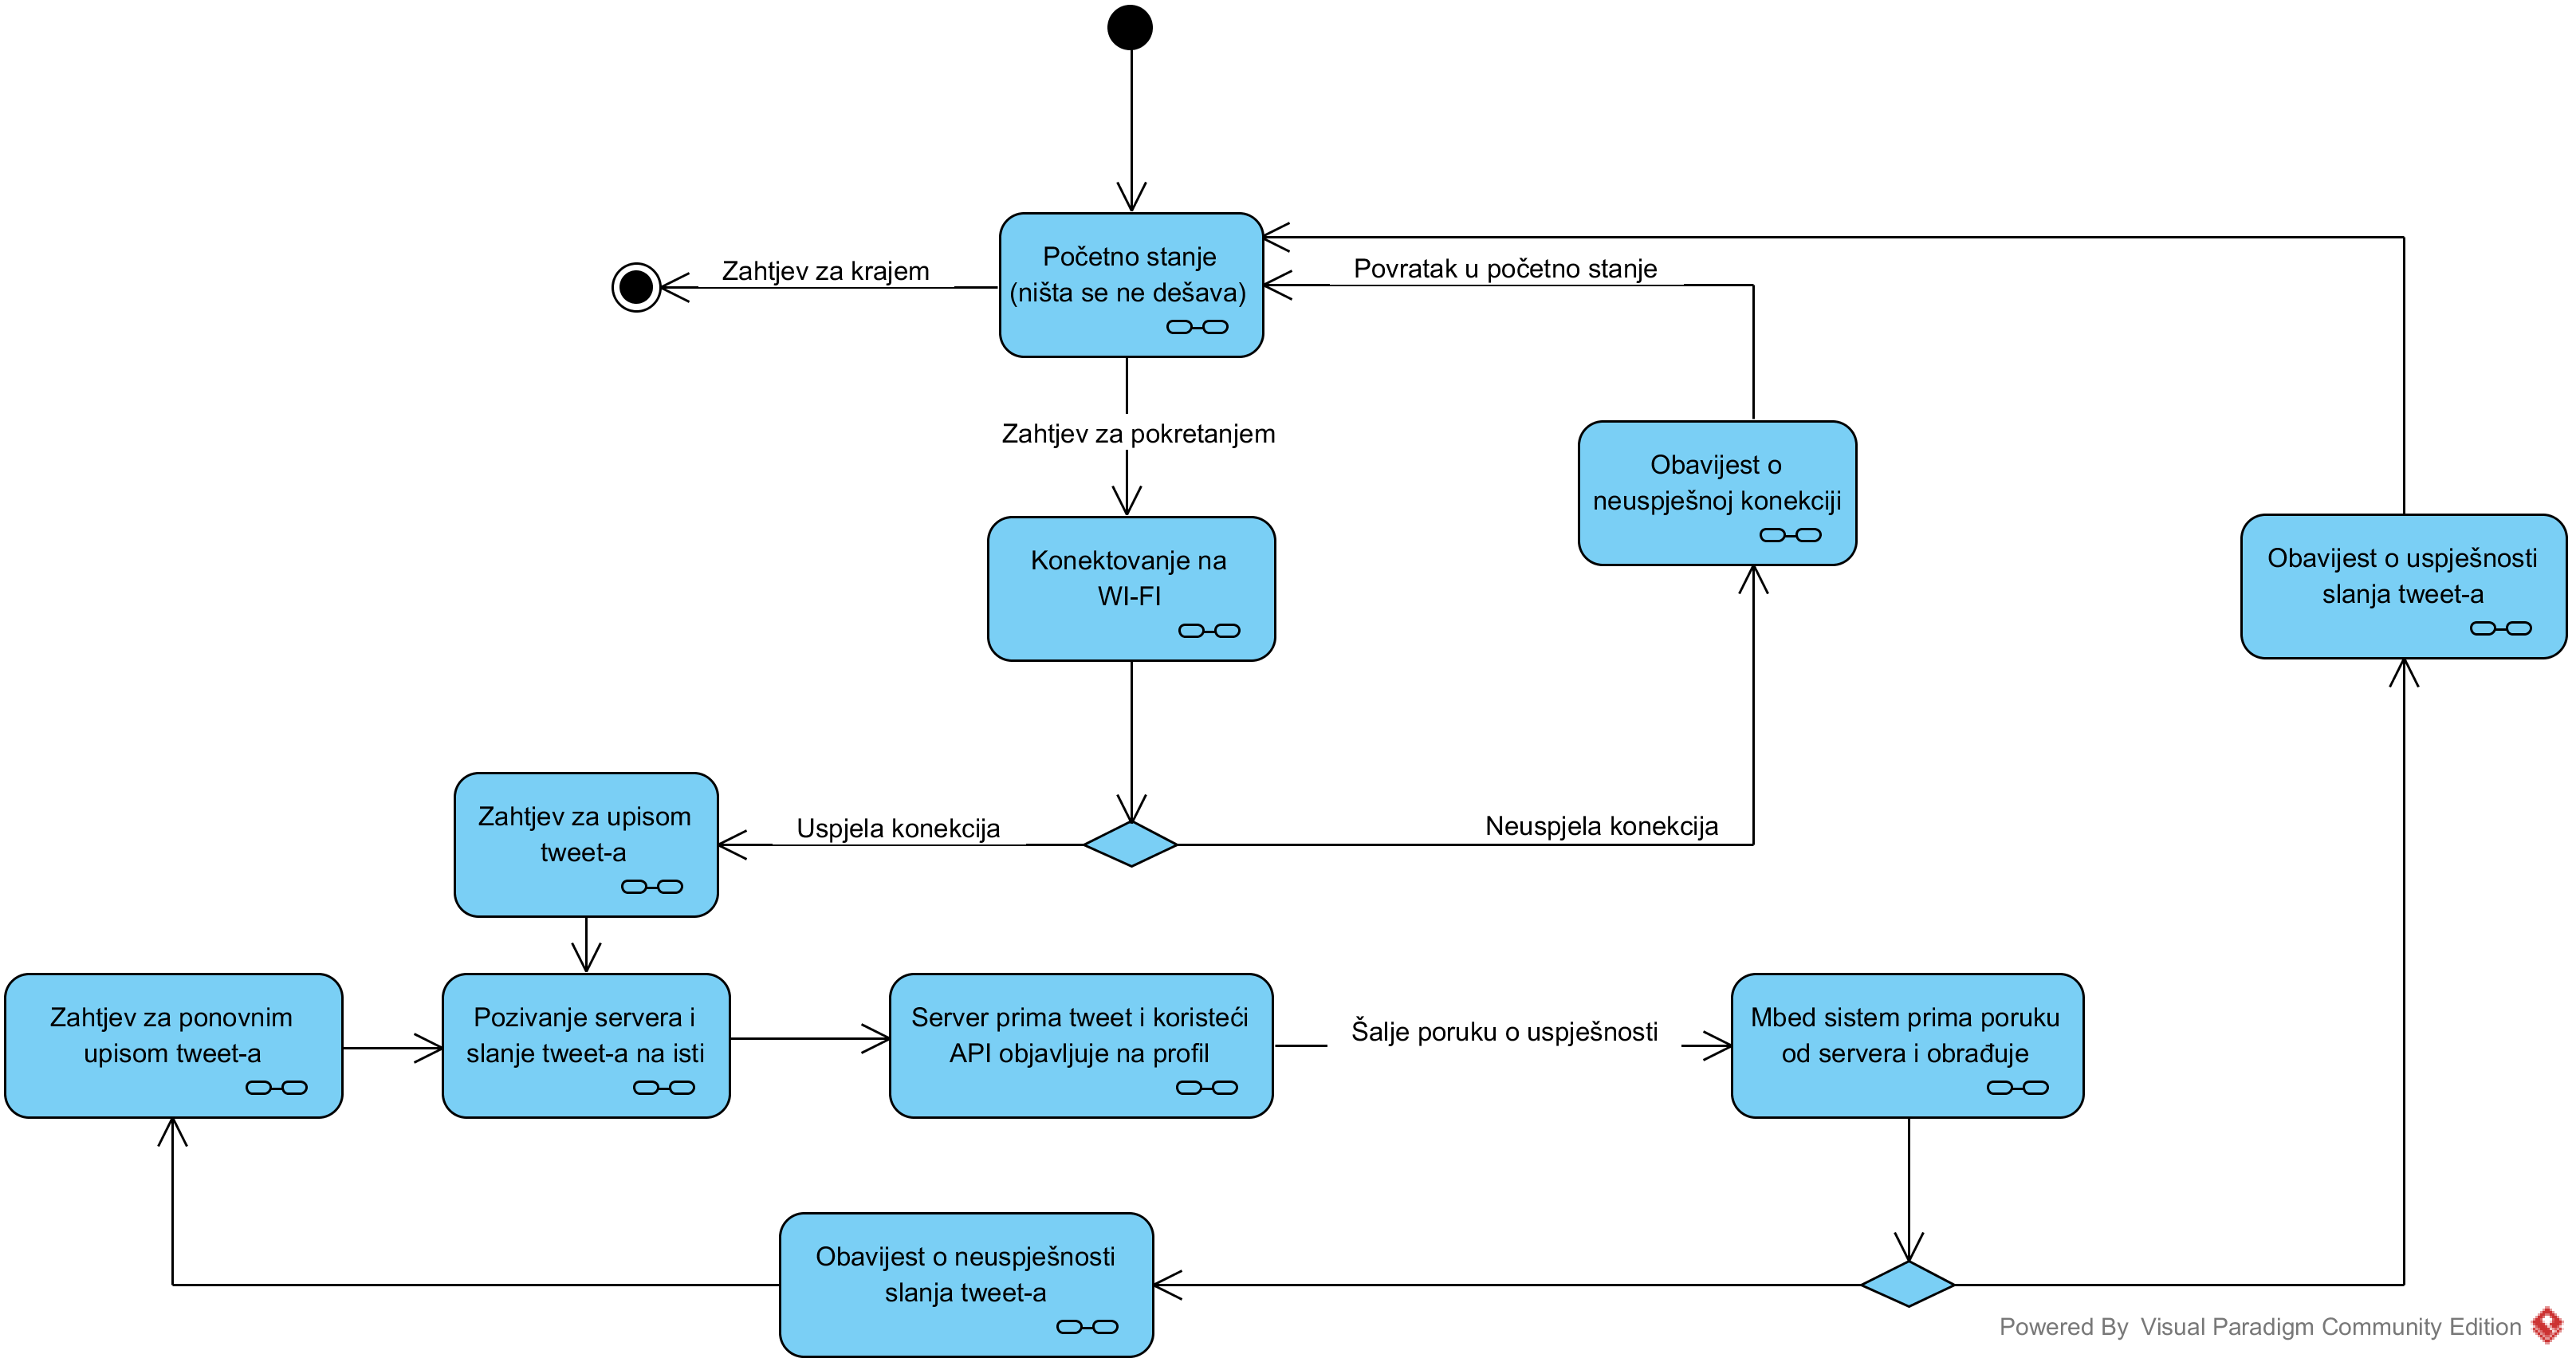 Početno stanje
(ništa se ne dešava)
Zahtjev za krajem
Povratak u početno stanje
Zahtjev za pokretanjem
Obavijest o
neuspješnoj konekciji
Konektovanje na
WI-FI
Obavijest o uspješnosti
slanja tweet-a
Zahtjev za upisom
tweet-a
Uspjela konekcija
Neuspjela konekcija
Zahtjev za ponovnim
upisom tweet-a
Pozivanje servera i
slanje tweet-a na isti
Server prima tweet i koristeći
API objavljuje na profil
Šalje poruku o uspješnosti
Mbed sistem prima poruku
od servera i obrađuje
Obavijest o neuspješnosti
slanja tweet-a
Powered By Visual Paradigm Community Edition